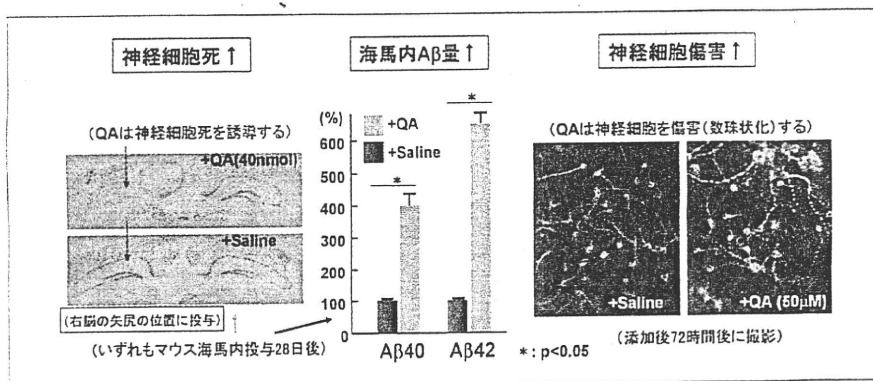 神経細胞死↑
(QAは神経細胞死を誘導する)
+QA(40nmol)
+Saline
(右脳の矢尻の位置に投与)
(いずれもマウス海馬内投与28日後)
海馬内Aβ量↑
(%)
+QA
+Saline
*
*
600
500
400
300
200
100
0
Aβ40
Aβ42
*: p<0.05
神経細胞傷害↑
(QAは神経細胞を傷害(数珠状化)する)
+Saline
+QA (50μM)
(添加後72時間後に撮影)